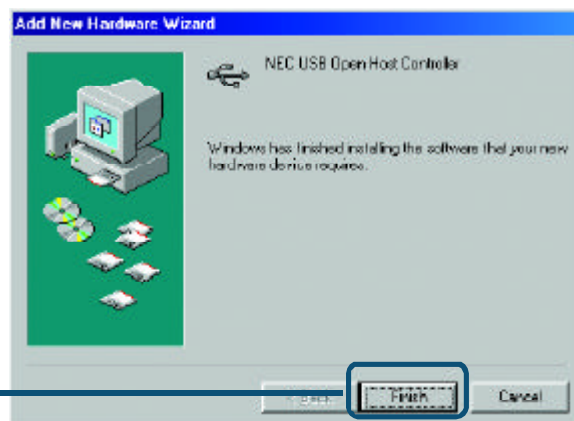 Add New Hardware Wizard
NEC USB Open Host Controller
Windows has finished installing the software that your new
hardware device requires.
< Back
Finish
Cancel